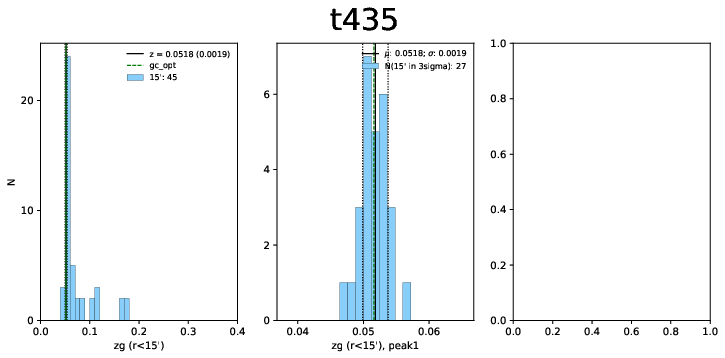 t435
z = 0.0518 (0.0019)
gc_opt
15': 45
N
0
10
20
0.0 0.1 0.2 0.3 0.4
zg (r<15')
μ: 0.0518; σ: 0.0019
N(15' in 3sigma): 27
0
2
4
6
0.04 0.05 0.06
zg (r<15'), peak1
1.0
0.8
0.6
0.4
0.2
0.0
0.0 0.2 0.4 0.6 0.8 1.0